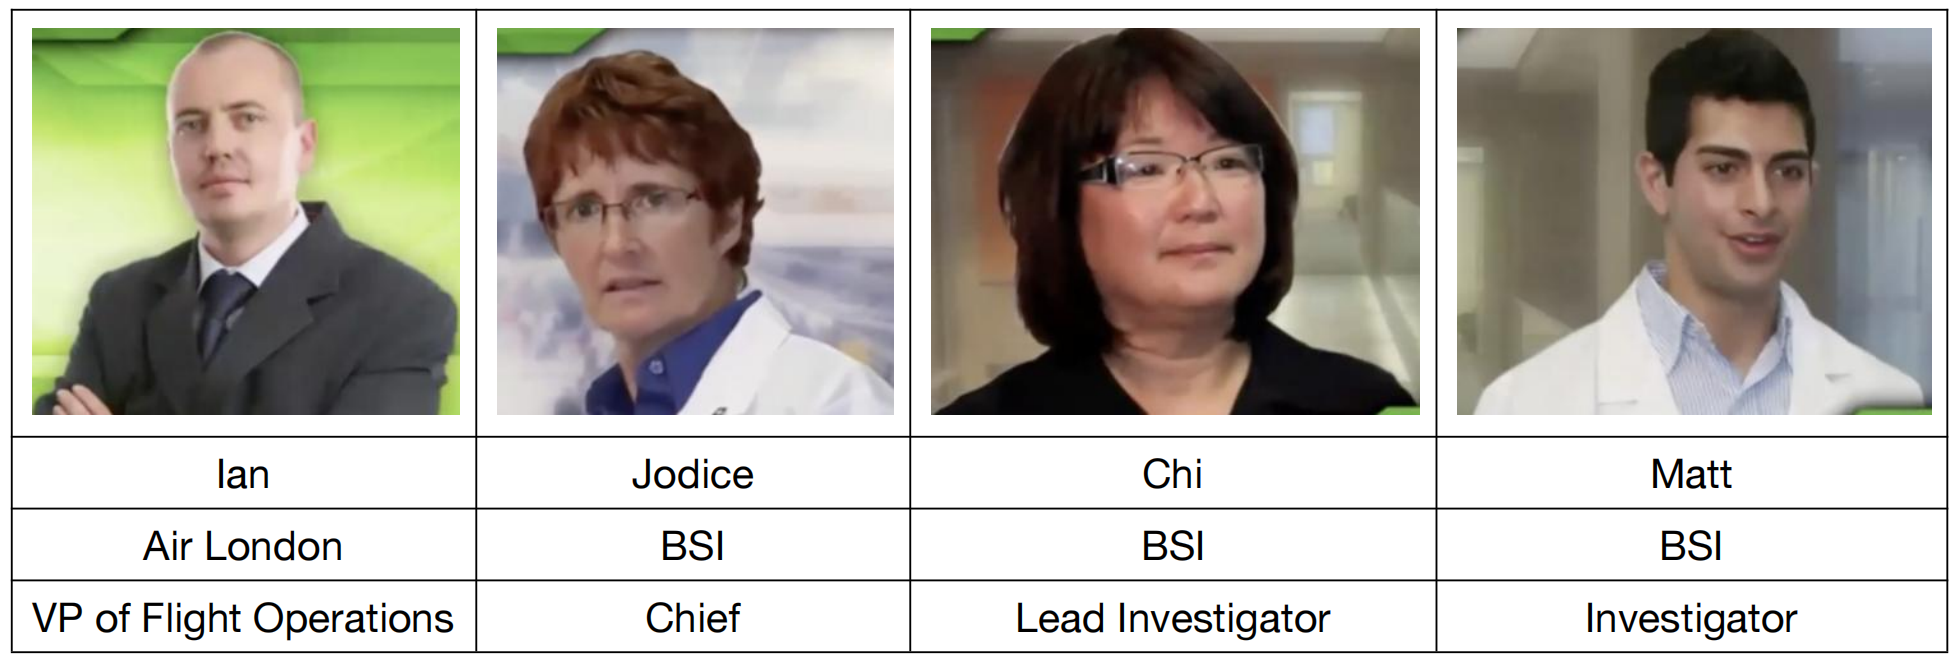 Ian Jodice Chi Matt
Air London BSI BSI BSI
VP of Flight Operations Chief Lead Investigator Investigator